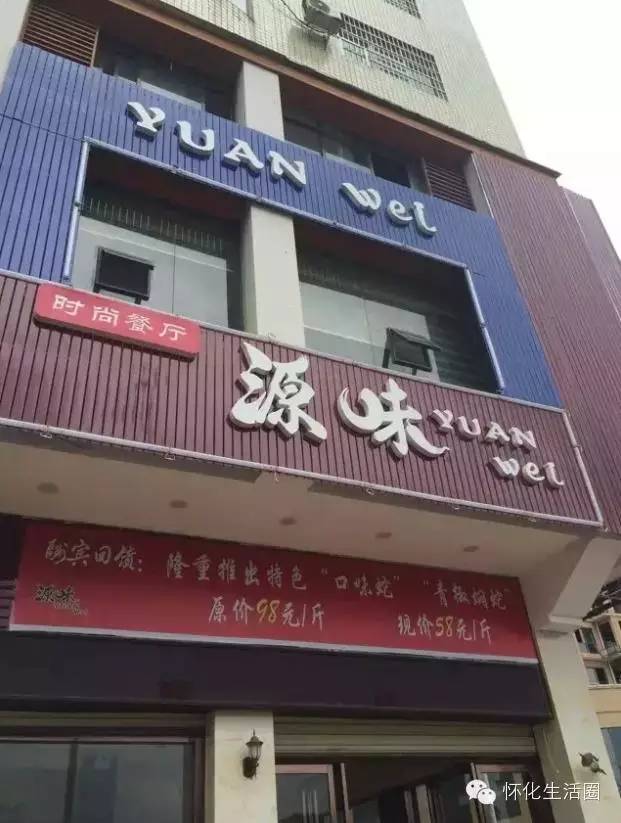 YUAN Wei
时尚餐厅
源味 YUAN
Wei
酬宾回馈：隆重推出特色“口味蛇”“青椒焖蛇”
源味
原价98元/斤 现价58元/斤
怀化生活圈